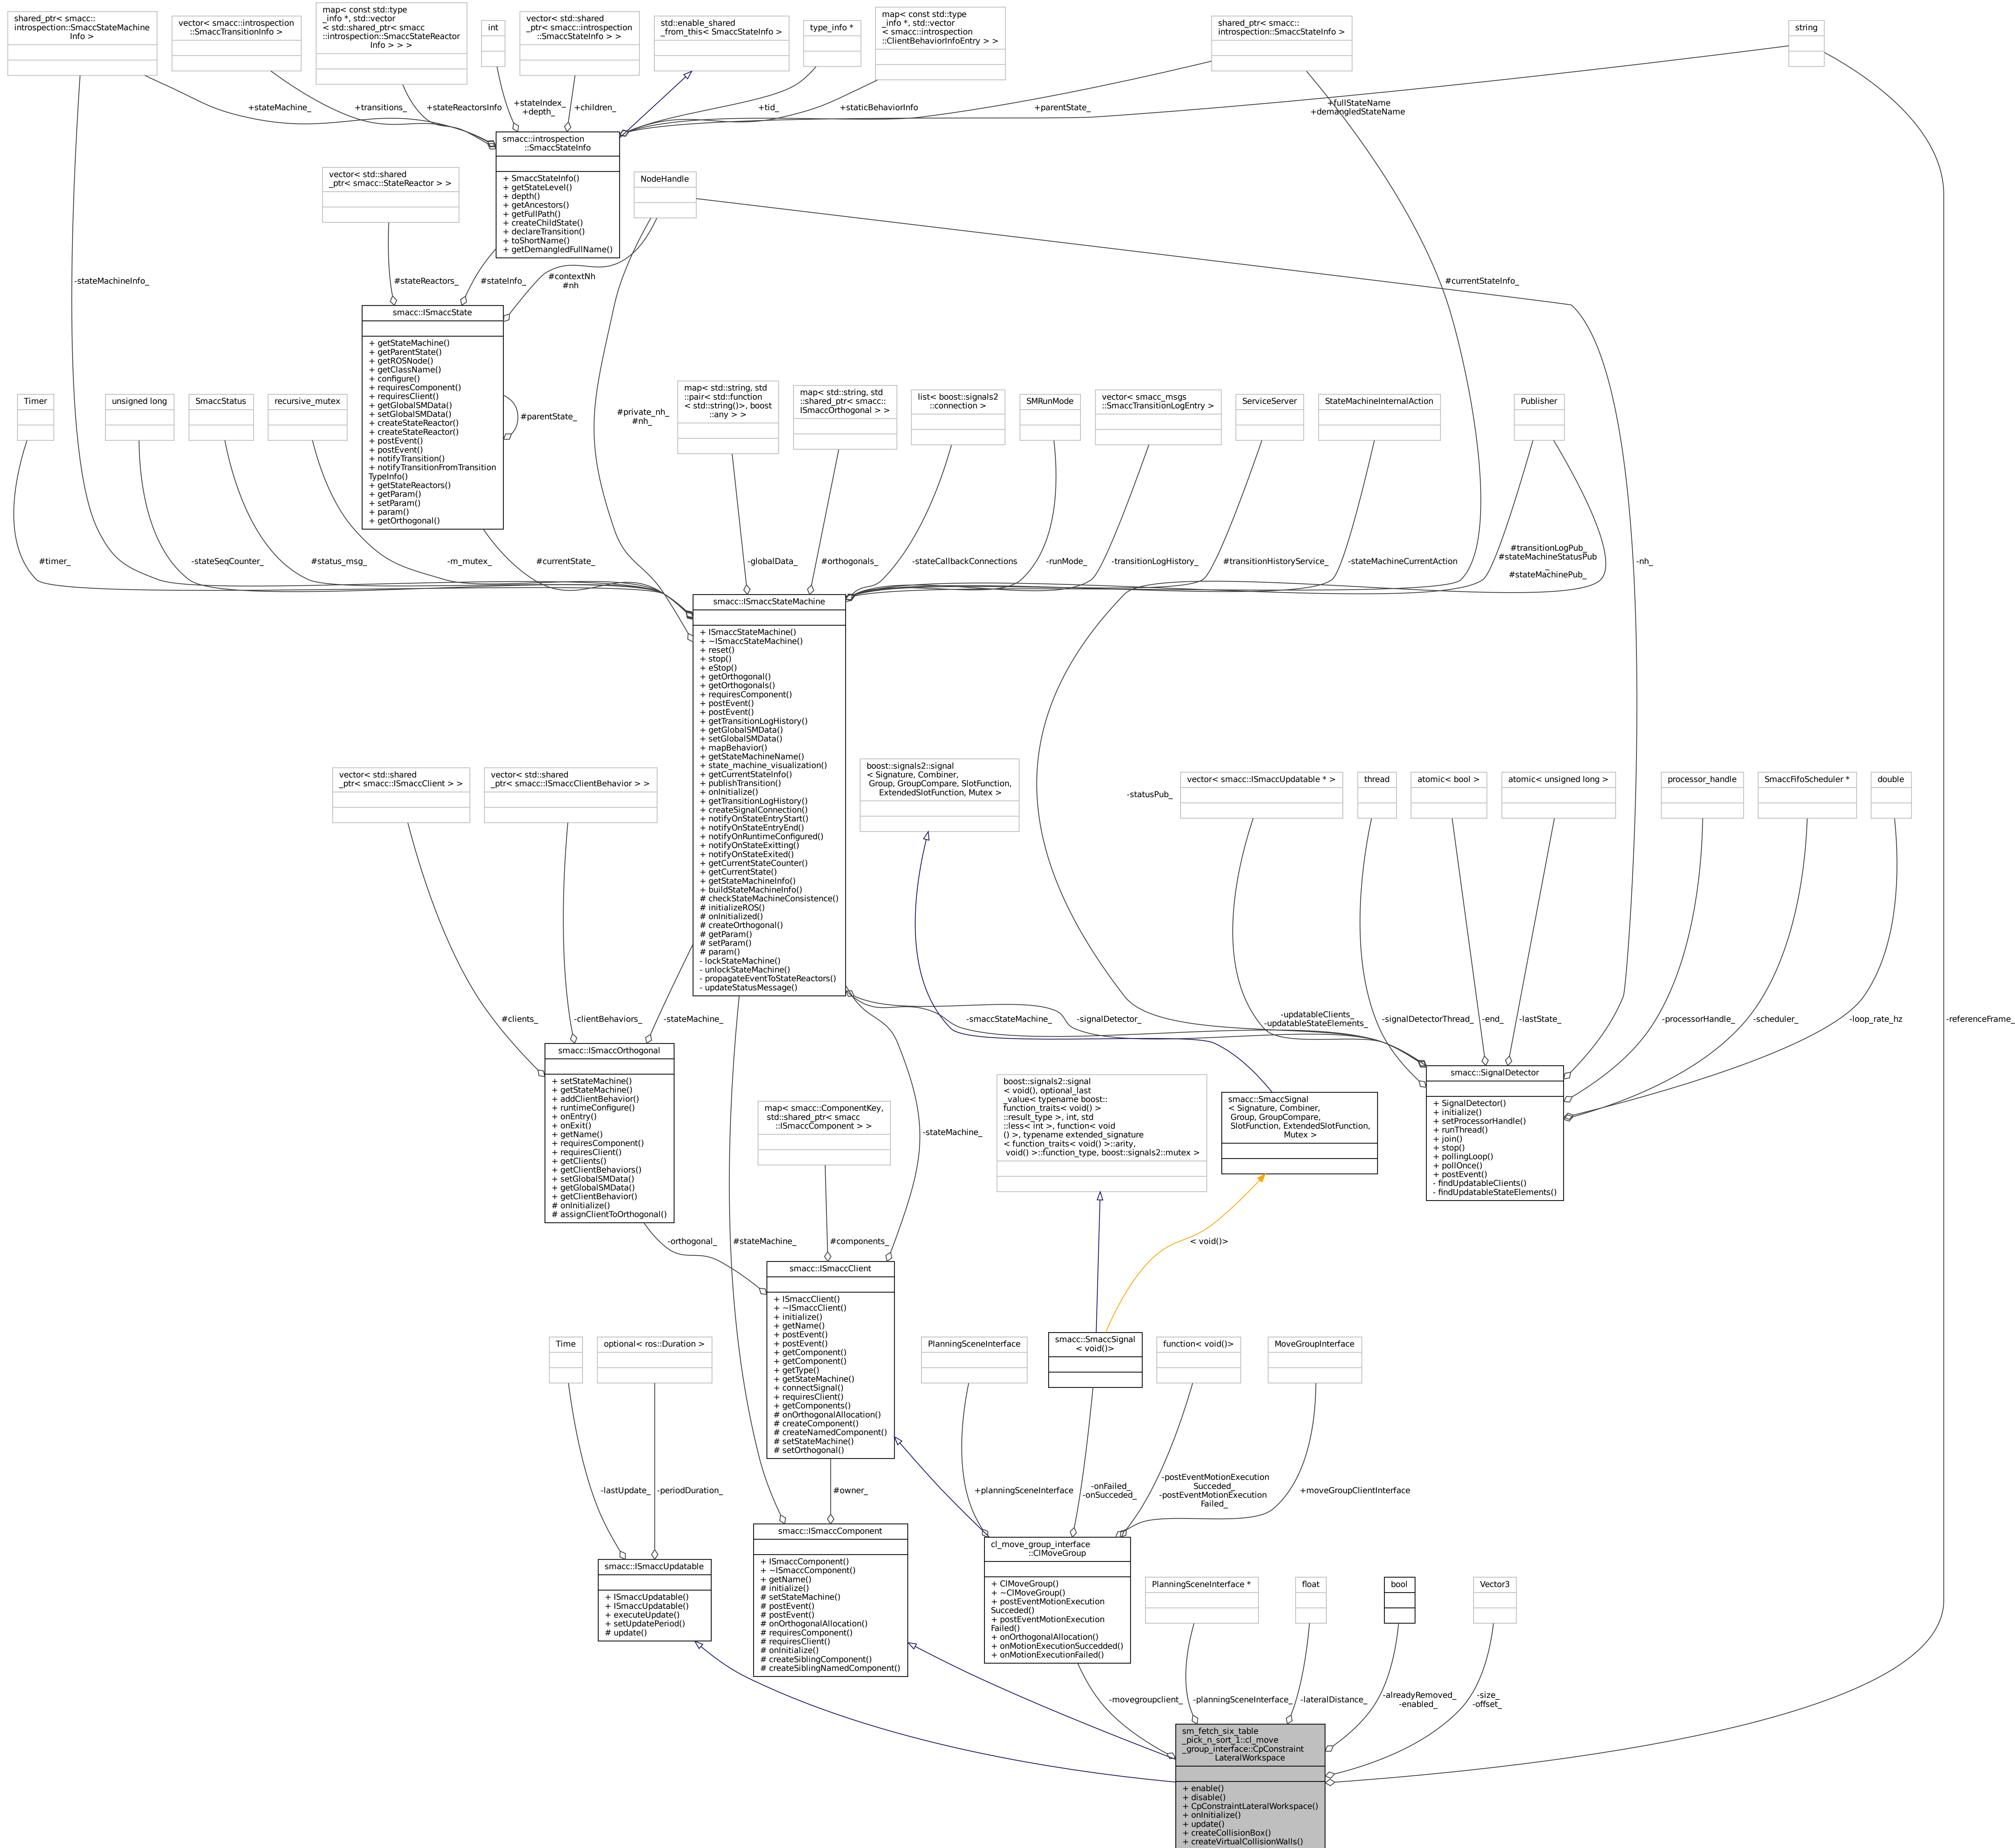 shared_ptr< smacc::
introspection::SmaccStateMachine
Info >
vector< smacc::introspection
::SmaccTransitionInfo >
map< const std::type
_info *, std::vector
< std::shared_ptr< smacc
::introspection::SmaccStateReactor
Info > > >
int
vector< std::shared
_ptr< smacc::introspection
::SmaccStateInfo > >
std::enable_shared
_from_this< SmaccStateInfo >
type_info *
map< const std::type
_info *, std::vector
< smacc::introspection
::ClientBehaviorInfoEntry > >
shared_ptr< smacc::
introspection::SmaccStateInfo >
string
+stateMachine_
+transitions_
+stateReactorsInfo
+stateIndex_
+depth_
+children_
+tid_
+staticBehaviorInfo
+parentState_
+fullStateName
+demangledStateName
smacc::introspection
::SmaccStateInfo
+ SmaccStateInfo()
+ getStateLevel()
+ depth()
+ getAncestors()
+ getFullPath()
+ createChildState()
+ declareTransition()
+ toShortName()
+ getDemangledFullName()
vector< std::shared
_ptr< smacc::StateReactor > >
NodeHandle
-stateMachineInfo_
#stateReactors_
#stateInfo_
#contextNh
#nh
#currentStateInfo_
smacc::ISmaccState
+ getStateMachine()
+ getParentState()
+ getROSNode()
+ getClassName()
+ configure()
+ requiresComponent()
+ requiresClient()
+ getGlobalSMData()
+ setGlobalSMData()
+ createStateReactor()
+ createStateReactor()
+ postEvent()
+ postEvent()
+ notifyTransition()
+ notifyTransitionFromTransition
TypeInfo()
+ getStateReactors()
+ getParam()
+ setParam()
+ param()
+ getOrthogonal()
#parentState_
Timer
unsigned long
SmaccStatus
recursive_mutex
#private_nh_
#nh_
map< std::string, std
::pair< std::function
< std::string()>, boost
::any > >
map< std::string, std
::shared_ptr< smacc::
ISmaccOrthogonal > >
list< boost::signals2
::connection >
SMRunMode
vector< smacc_msgs
::SmaccTransitionLogEntry >
ServiceServer
StateMachineInternalAction
Publisher
#timer_
-stateSeqCounter_
#status_msg_
-m_mutex_
#currentState_
-globalData_
#orthogonals_
-stateCallbackConnections
-runMode_
-transitionLogHistory_
#transitionHistoryService_
-stateMachineCurrentAction
#transitionLogPub_
#stateMachineStatusPub
_
#stateMachinePub_
-nh_
smacc::ISmaccStateMachine
+ ISmaccStateMachine()
+ ~ISmaccStateMachine()
+ reset()
+ stop()
+ eStop()
+ getOrthogonal()
+ getOrthogonals()
+ requiresComponent()
+ postEvent()
+ postEvent()
+ getTransitionLogHistory()
+ getGlobalSMData()
+ setGlobalSMData()
+ mapBehavior()
+ getStateMachineName()
+ state_machine_visualization()
+ getCurrentStateInfo()
+ publishTransition()
+ onInitialize()
+ getTransitionLogHistory()
+ createSignalConnection()
+ notifyOnStateEntryStart()
+ notifyOnStateEntryEnd()
+ notifyOnRuntimeConfigured()
+ notifyOnStateExitting()
+ notifyOnStateExited()
+ getCurrentStateCounter()
+ getCurrentState()
+ getStateMachineInfo()
+ buildStateMachineInfo()
# checkStateMachineConsistence()
# initializeROS()
# onInitialized()
# createOrthogonal()
# getParam()
# setParam()
# param()
- lockStateMachine()
- unlockStateMachine()
- propagateEventToStateReactors()
- updateStatusMessage()
vector< std::shared
_ptr< smacc::ISmaccClient > >
vector< std::shared
_ptr< smacc::ISmaccClientBehavior > >
boost::signals2::signal
< Signature, Combiner,
Group, GroupCompare, SlotFunction,
ExtendedSlotFunction, Mutex >
-statusPub_
vector< smacc::ISmaccUpdatable * >
thread
atomic< bool >
atomic< unsigned long >
processor_handle
SmaccFifoScheduler *
double
#clients_
-clientBehaviors_
-stateMachine_
-smaccStateMachine_
-signalDetector_
-updatableClients_
-updatableStateElements_
-signalDetectorThread_
-end_
-lastState_
-processorHandle_
-scheduler_
-loop_rate_hz
-referenceFrame_
smacc::ISmaccOrthogonal
+ setStateMachine()
+ getStateMachine()
+ addClientBehavior()
+ runtimeConfigure()
+ onEntry()
+ onExit()
+ getName()
+ requiresComponent()
+ requiresClient()
+ getClients()
+ getClientBehaviors()
+ setGlobalSMData()
+ getGlobalSMData()
+ getClientBehavior()
# onInitialize()
# assignClientToOrthogonal()
smacc::SignalDetector
+ SignalDetector()
+ initialize()
+ setProcessorHandle()
+ runThread()
+ join()
+ stop()
+ pollingLoop()
+ pollOnce()
+ postEvent()
- findUpdatableClients()
- findUpdatableStateElements()
map< smacc::ComponentKey,
std::shared_ptr< smacc
::ISmaccComponent > >
-stateMachine_
boost::signals2::signal
< void(), optional_last
_value< typename boost::
function_traits< void() >
::result_type >, int, std
::less< int >, function< void
() >, typename extended_signature
< function_traits< void() >::arity,
void() >::function_type, boost::signals2::mutex >
smacc::SmaccSignal
< Signature, Combiner,
Group, GroupCompare,
SlotFunction, ExtendedSlotFunction,
Mutex >
-orthogonal_
#stateMachine_
#components_
< void()>
smacc::ISmaccClient
+ ISmaccClient()
+ ~ISmaccClient()
+ initialize()
+ getName()
+ postEvent()
+ postEvent()
+ getComponent()
+ getComponent()
+ getType()
+ getStateMachine()
+ connectSignal()
+ requiresClient()
+ getComponents()
# onOrthogonalAllocation()
# createComponent()
# createNamedComponent()
# setStateMachine()
# setOrthogonal()
Time
optional< ros::Duration >
PlanningSceneInterface
smacc::SmaccSignal
< void()>
function< void()>
MoveGroupInterface
-lastUpdate_
-periodDuration_
#owner_
+planningSceneInterface
-onFailed_
-onSucceded_
-postEventMotionExecution
Succeded_
-postEventMotionExecution
Failed_
+moveGroupClientInterface
smacc::ISmaccUpdatable
+ ISmaccUpdatable()
+ ISmaccUpdatable()
+ executeUpdate()
+ setUpdatePeriod()
# update()
smacc::ISmaccComponent
+ ISmaccComponent()
+ ~ISmaccComponent()
+ getName()
# initialize()
# setStateMachine()
# postEvent()
# postEvent()
# onOrthogonalAllocation()
# requiresComponent()
# requiresClient()
# onInitialize()
# createSiblingComponent()
# createSiblingNamedComponent()
cl_move_group_interface
::ClMoveGroup
+ ClMoveGroup()
+ ~ClMoveGroup()
+ postEventMotionExecution
Succeded()
+ postEventMotionExecution
Failed()
+ onOrthogonalAllocation()
+ onMotionExecutionSuccedded()
+ onMotionExecutionFailed()
PlanningSceneInterface *
float
bool
Vector3
-movegroupclient_
-planningSceneInterface_
-lateralDistance_
-alreadyRemoved_
-enabled_
-size_
-offset_
sm_fetch_six_table
_pick_n_sort_1::cl_move
_group_interface::CpConstraint
LateralWorkspace
+ enable()
+ disable()
+ CpConstraintLateralWorkspace()
+ onInitialize()
+ update()
+ createCollisionBox()
+ createVirtualCollisionWalls()